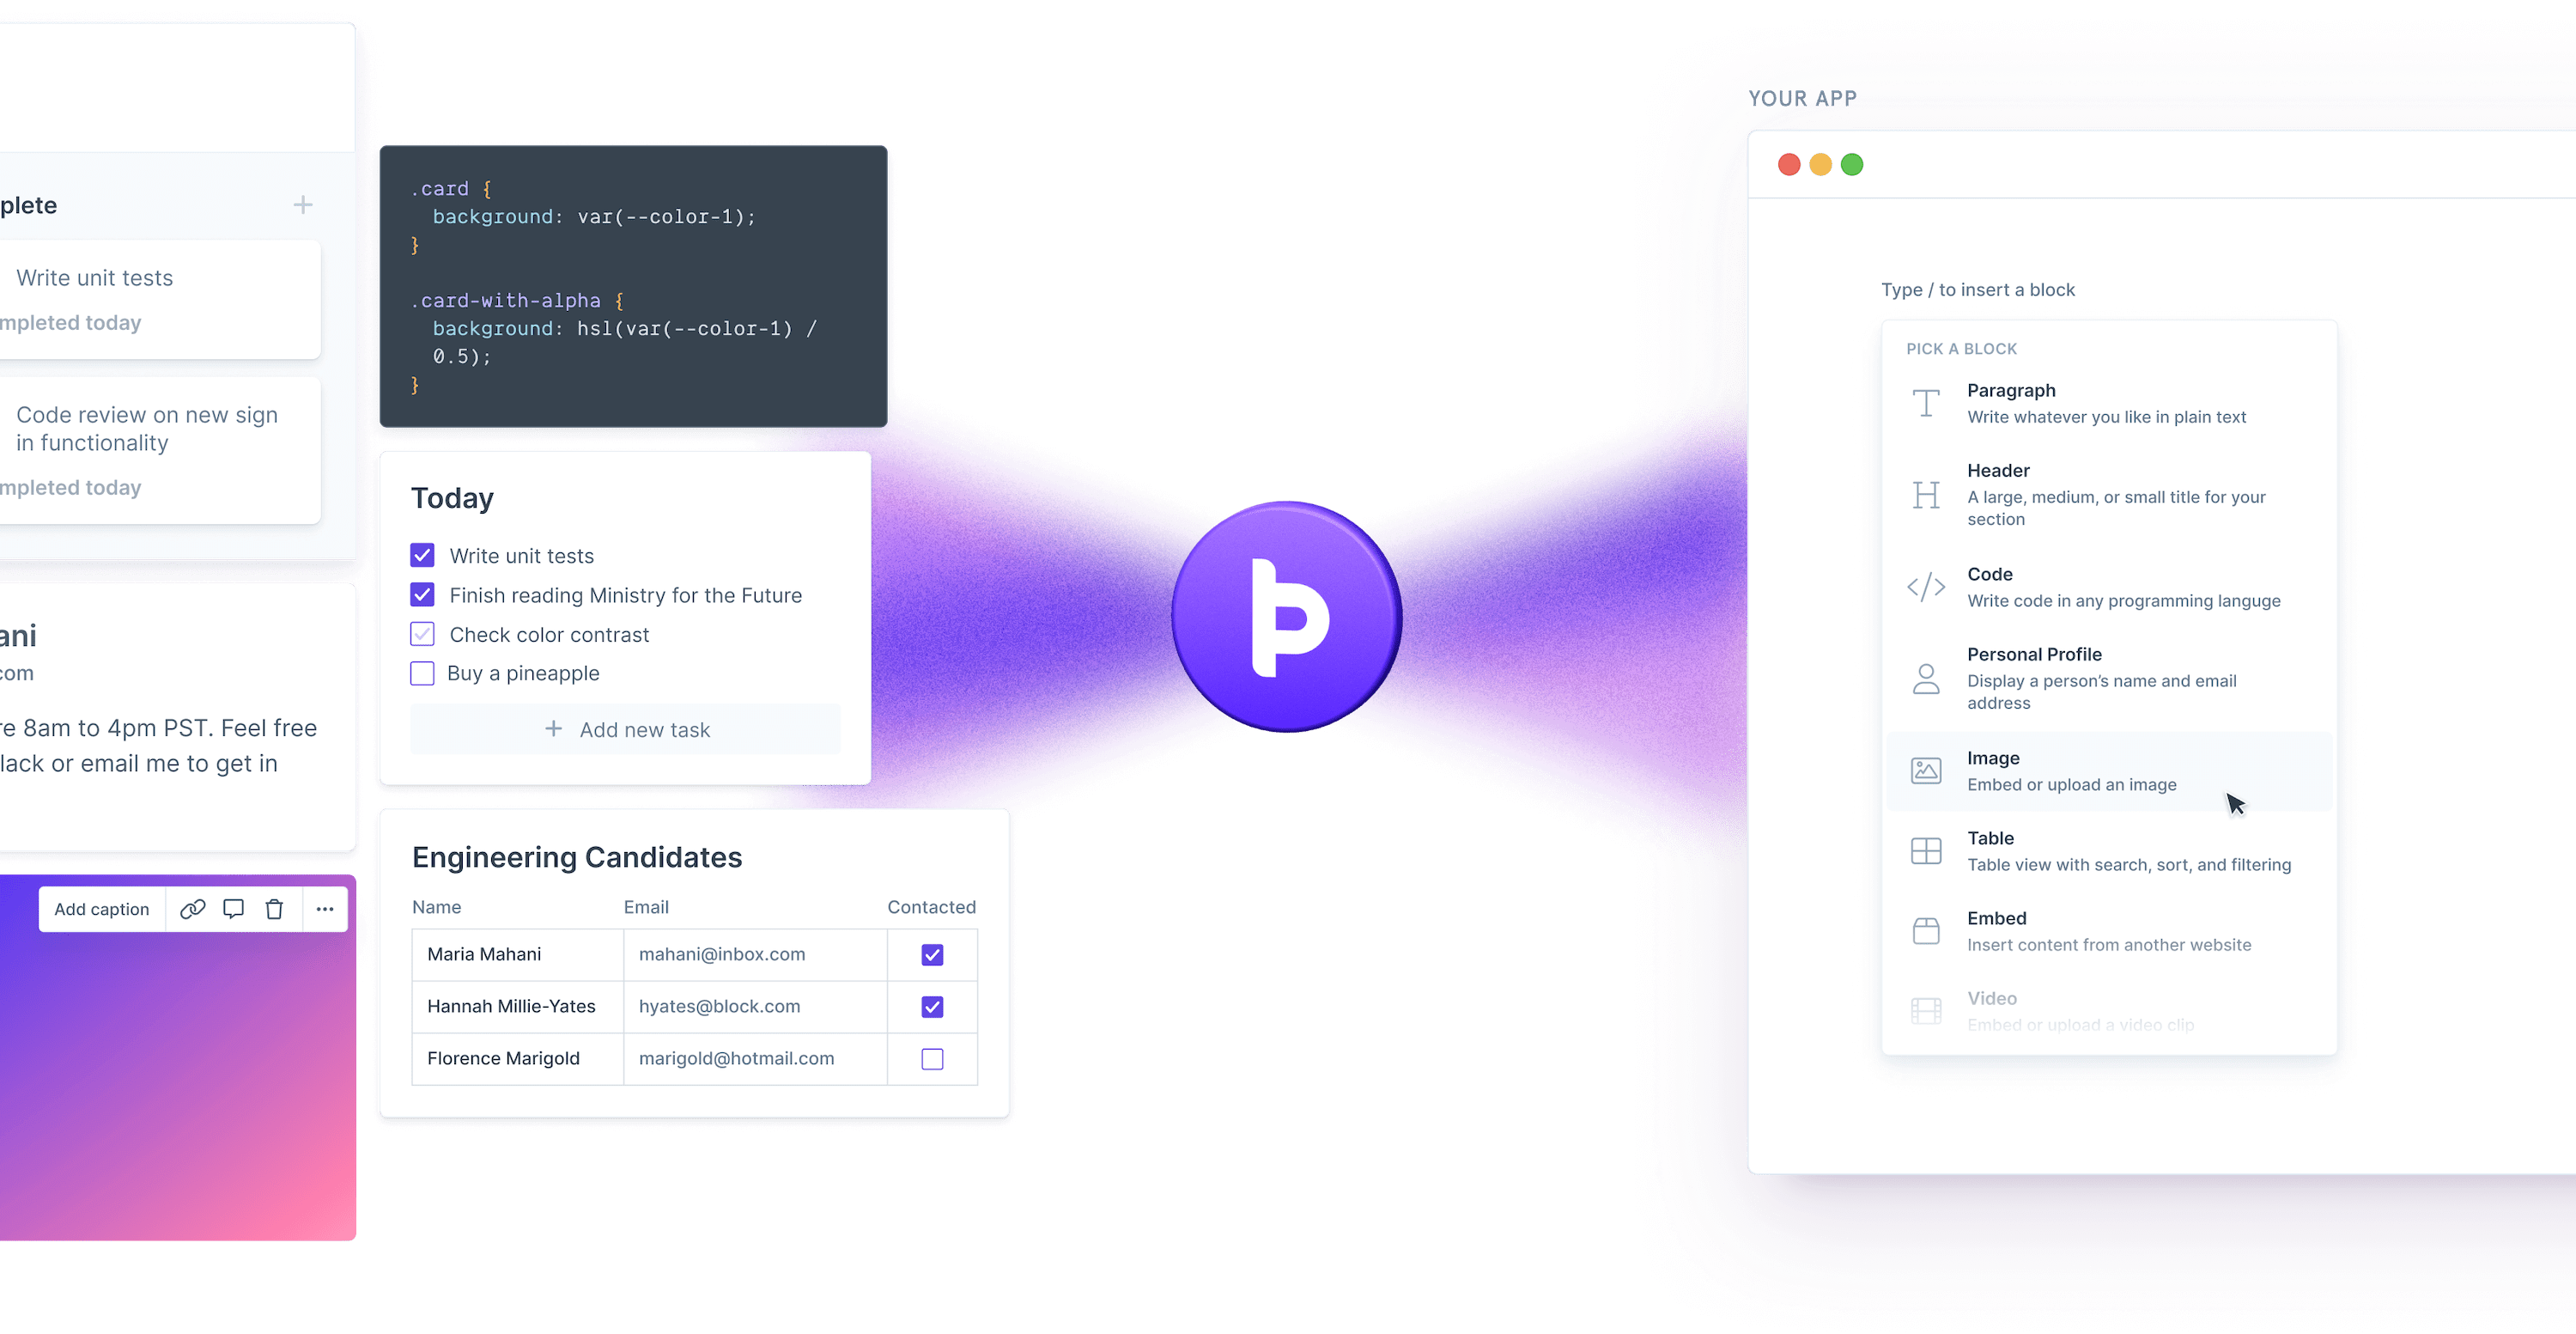 plete
Write unit tests
mpleted today
Code review on new sign
in functionality
mpleted today
ani
com
re 8am to 4pm PST. Feel free
lack or email me to get in
Add caption
.card {
background: var(--color-1);
}
.card-with-alpha {
background: hsl(var(--color-1) /
0.5);
}
Today
Write unit tests
Finish reading Ministry for the Future
Check color contrast
Buy a pineapple
+ Add new task
Engineering Candidates
Name Email Contacted
Maria Mahani mahani@inbox.com
Hannah Millie-Yates hyates@block.com
Florence Marigold marigold@hotmail.com
YOUR APP
Type / to insert a block
PICK A BLOCK
Paragraph
Write whatever you like in plain text
Header
A large, medium, or small title for your
section
Code
Write code in any programming languge
Personal Profile
Display a person’s name and email
address
Image
Embed or upload an image
Table
Table view with search, sort, and filtering
Embed
Insert content from another website
Video
Embed or upload a video clip